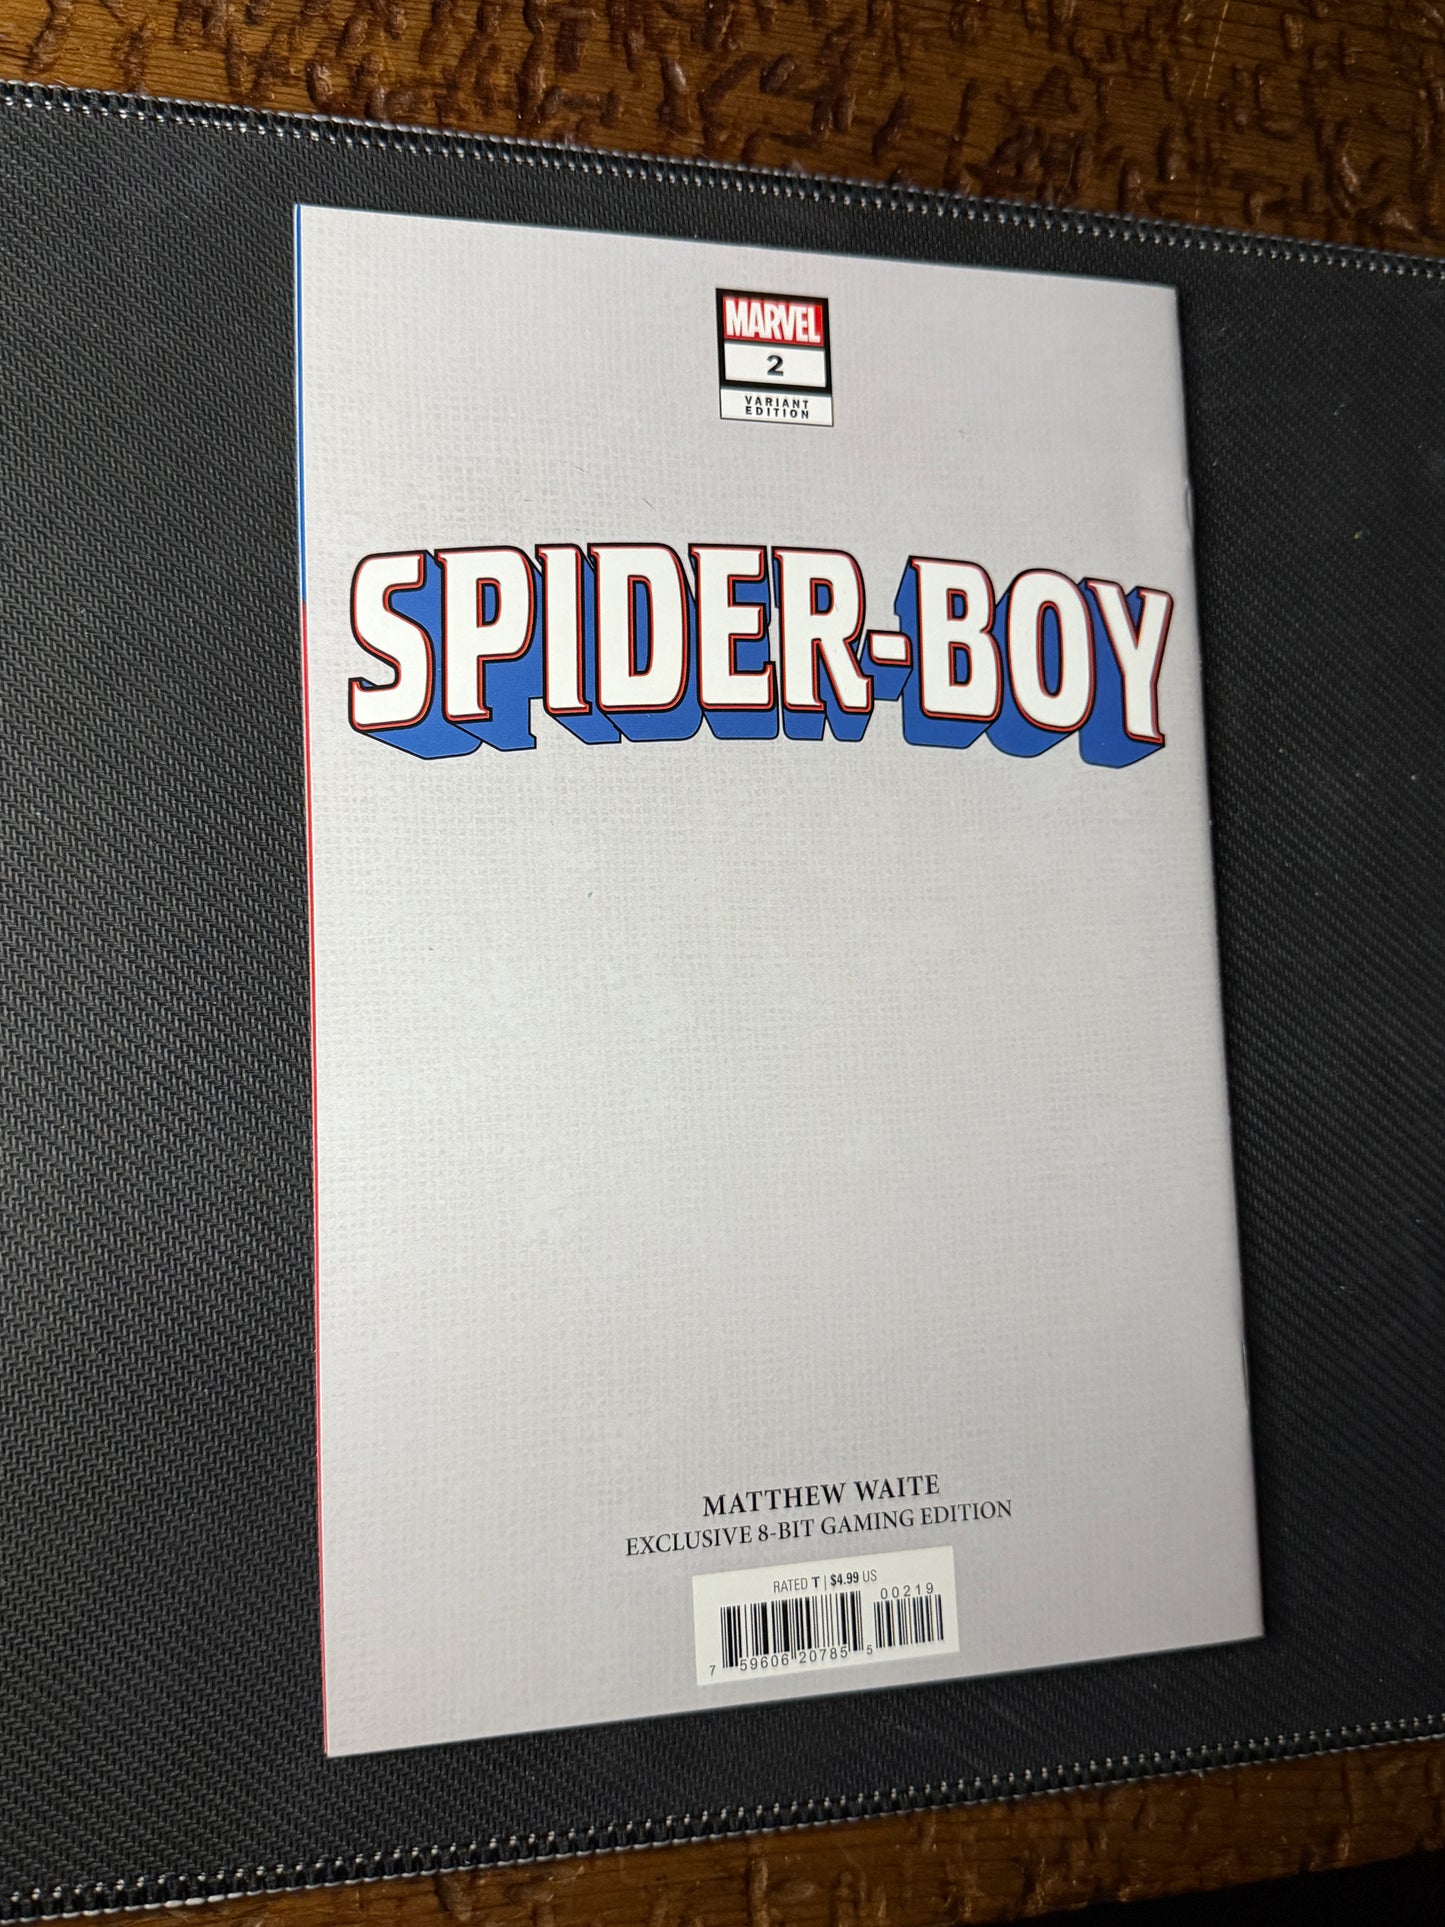 MARVEL
2
VARIANT
EDITION
SPIDER-BOY
MATTHEW WAITE
EXCLUSIVE 8-BIT GAMING EDITION
RATED T | $4.99 US
00219
7 59606 20785 5